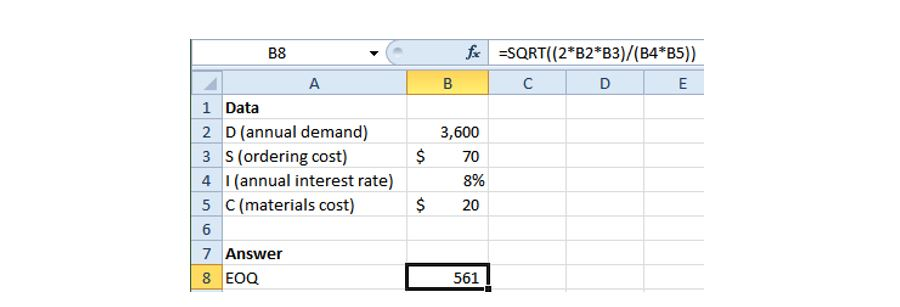 B8 fx =SQRT((2*B2*B3)/(B4*B5))
A B C D E
1 Data
2 D (annual demand) 3,600
3 S (ordering cost) $ 70
4 I (annual interest rate) 8%
5 C (materials cost) $ 20
6
7 Answer
8 EOQ 561